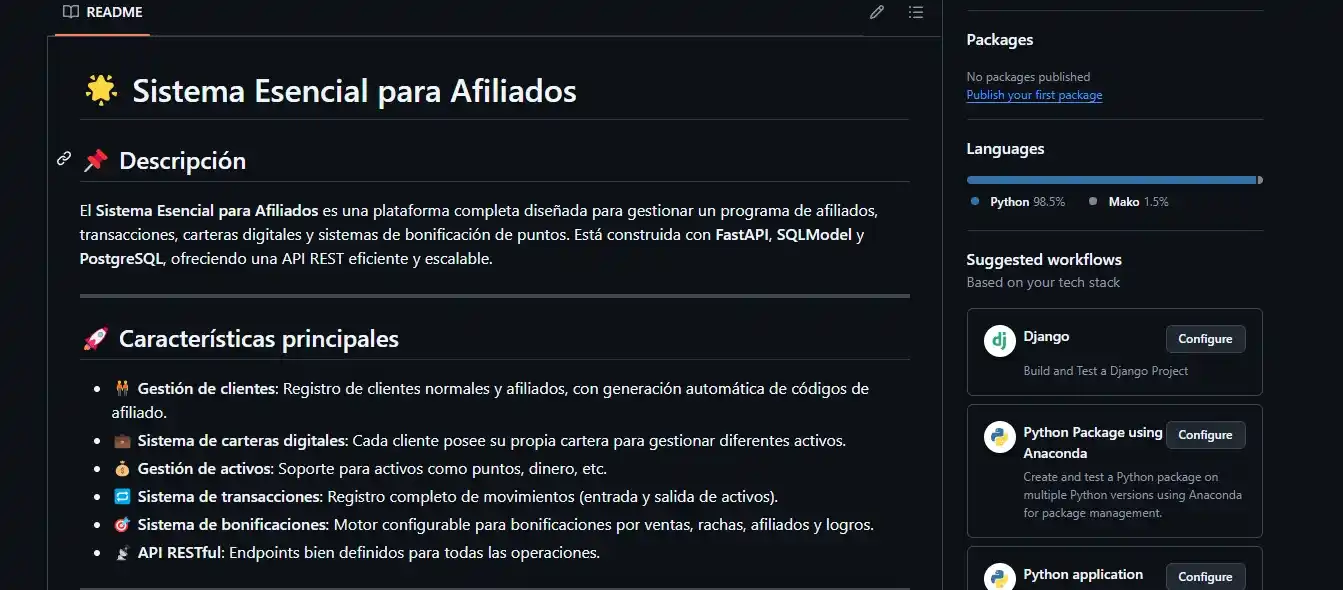 README
Sistema Esencial para Afiliados
Descripción
El Sistema Esencial para Afiliados es una plataforma completa diseñada para gestionar un programa de afiliados,
transacciones, carteras digitales y sistemas de bonificación de puntos. Está construida con FastAPI, SQLModel y
PostgreSQL, ofreciendo una API REST eficiente y escalable.
Características principales
Gestión de clientes: Registro de clientes normales y afiliados, con generación automática de códigos de
afiliado.
Sistema de carteras digitales: Cada cliente posee su propia cartera para gestionar diferentes activos.
Gestión de activos: Soporte para activos como puntos, dinero, etc.
Sistema de transacciones: Registro completo de movimientos (entrada y salida de activos).
Sistema de bonificaciones: Motor configurable para bonificaciones por ventas, rachas, afiliados y logros.
API RESTful: Endpoints bien definidos para todas las operaciones.
Packages
No packages published
Publish your first package
Languages
Python 98.5% Mako 1.5%
Suggested workflows
Based on your tech stack
dj Django Configure
Build and Test a Django Project
Python Package using Configure
Anaconda
Create and test a Python package on
multiple Python versions using Anaconda
for package management.
Python application Configure